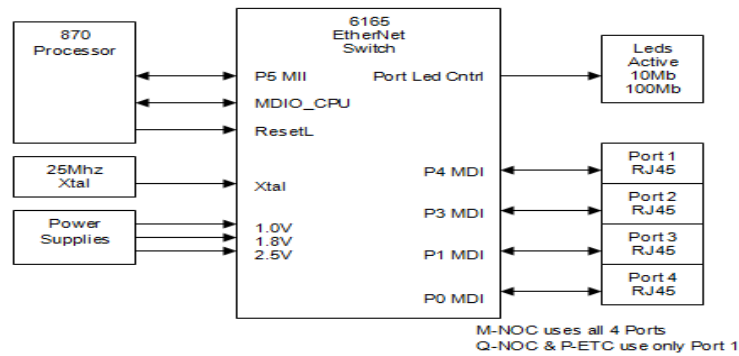 870
Processor
6165
EtherNet
Switch
P5 MII
MDIO_CPU
ResetL
Port Led Cntrl
Leds
Active
10Mb
100Mb
25Mhz
Xtal
Xtal
Power
Supplies
1.0V
1.8V
2.5V
P4 MDI
P3 MDI
P1 MDI
P0 MDI
Port 1
RJ45
Port 2
RJ45
Port 3
RJ45
Port 4
RJ45
M-NOC uses all 4 Ports
Q-NOC & P-ETC use only Port 1